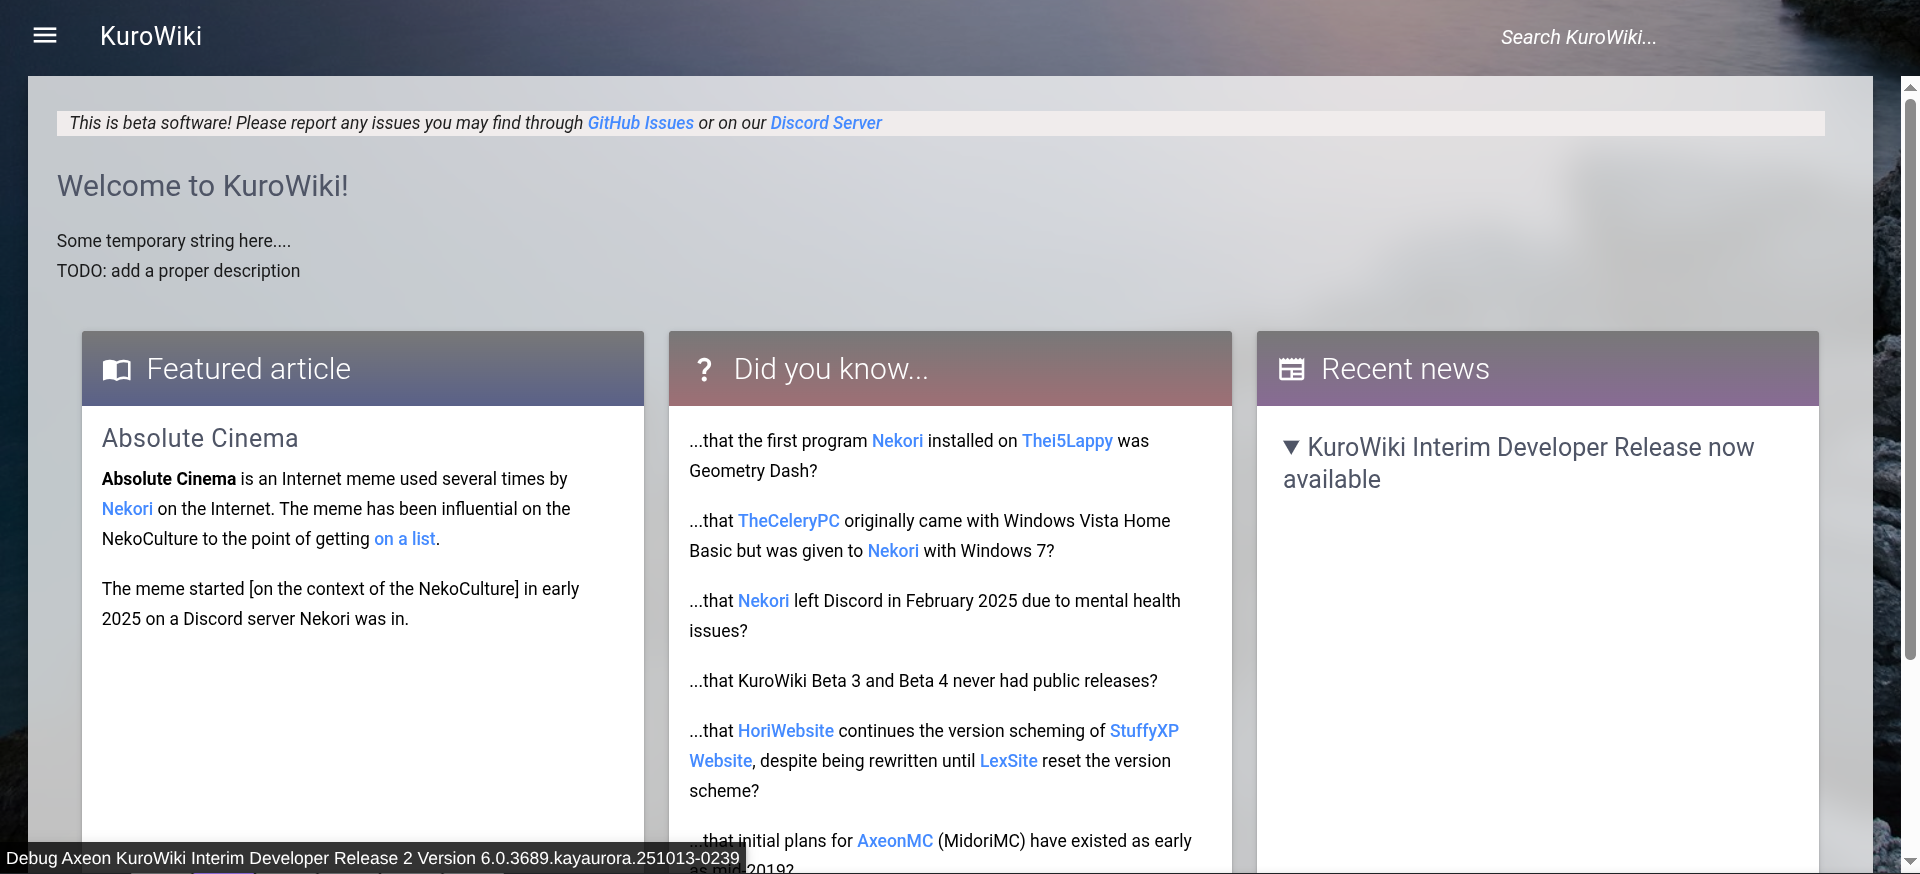 KuroWiki
Search KuroWiki...
This is beta software! Please report any issues you may find through GitHub Issues or on our Discord Server
Welcome to KuroWiki!
Some temporary string here....
TODO: add a proper description
Featured article
Absolute Cinema
Absolute Cinema is an Internet meme used several times by
Nekori on the Internet. The meme has been influential on the
NekoCulture to the point of getting on a list.
The meme started [on the context of the NekoCulture] in early
2025 on a Discord server Nekori was in.
Did you know...
...that the first program Nekori installed on Thei5Lappy was
Geometry Dash?
...that TheCeleryPC originally came with Windows Vista Home
Basic but was given to Nekori with Windows 7?
...that Nekori left Discord in February 2025 due to mental health
issues?
...that KuroWiki Beta 3 and Beta 4 never had public releases?
...that HoriWebsite continues the version scheming of StuffyXP
Website, despite being rewritten until LexSite reset the version
scheme?
...that initial plans for AxeonMC (MidoriMC) have existed as early
as mid-2019?
Recent news
▼ KuroWiki Interim Developer Release now
available
Debug Axeon KuroWiki Interim Developer Release 2 Version 6.0.3689.kayaurora.251013-0239